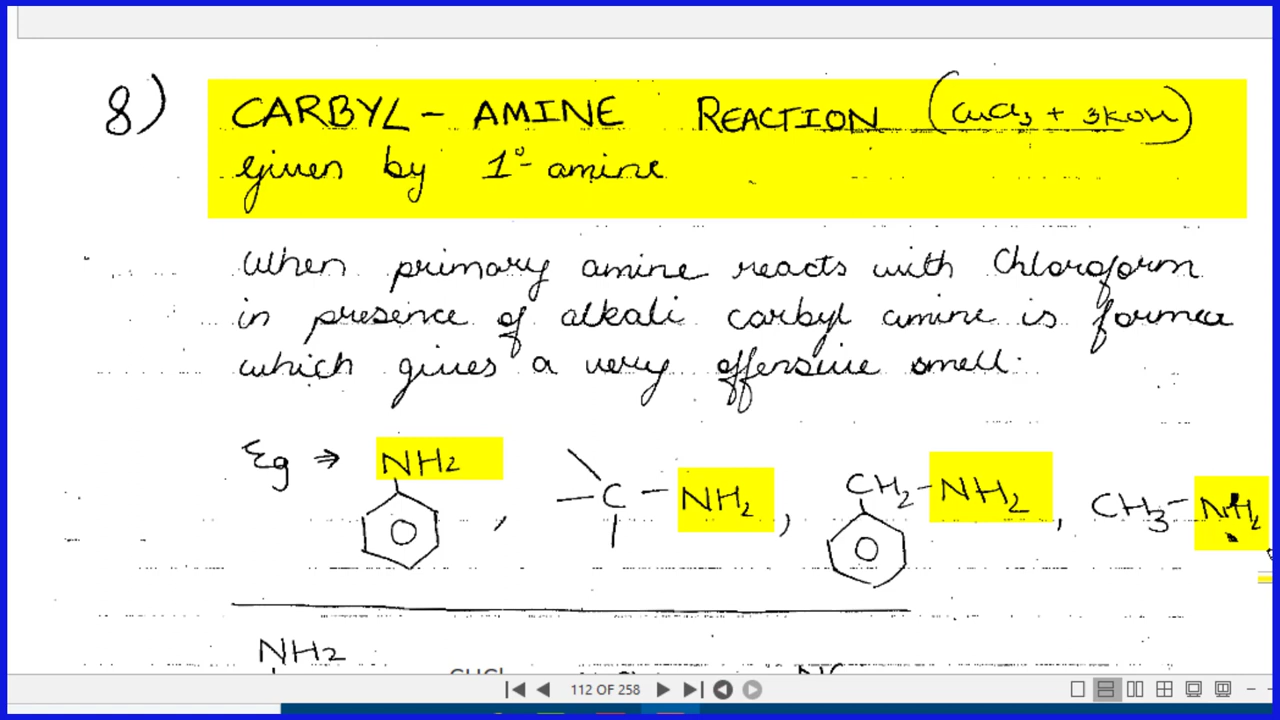 8) CARBYL - AMINE REACTION (CHCl3 + 3KOH)
given by 1°- amine
When primary amine reacts with Chloroform
in presence of alkali carbyl amine is formed
which gives a very offensive smell.
Eg ⇒ NH2 , C - NH2 , CH2 - NH2 , CH3 - NH2
NH2
NC
112 OF 258